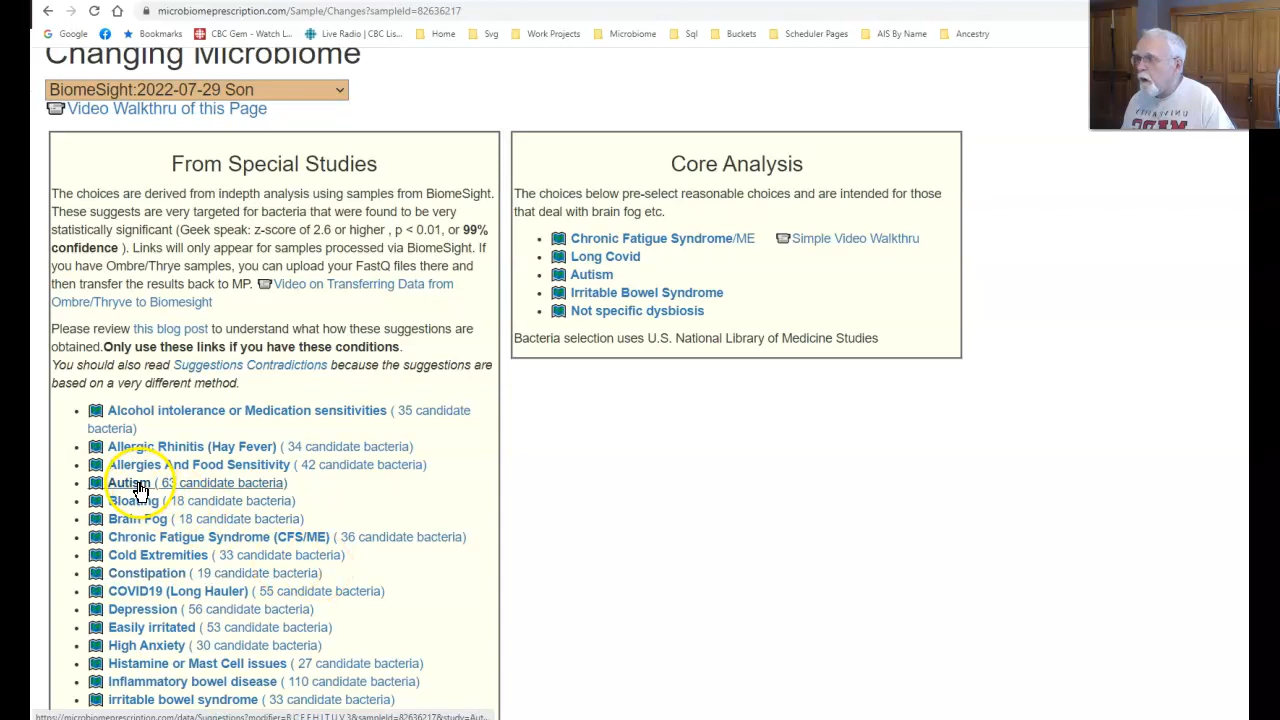 microbiomeprescription.com/Sample/Changes?sampleId=82636217
Google Bookmarks CBC Gem - Watch L... Live Radio | CBC Lis... Home Svg Work Projects Microbiome Sql Buckets Scheduler Pages AIS By Name Ancestry
Changing Microbiome
BiomeSight:2022-07-29 Son
Video Walkthru of this Page
From Special Studies
The choices are derived from indepth analysis using samples from BiomeSight.
These suggests are very targeted for bacteria that were found to be very
statistically significant (Geek speak: z-score of 2.6 or higher , p < 0.01, or 99%
confidence ). Links will only appear for samples processed via BiomeSight. If
you have Ombre/Thrye samples, you can upload your FastQ files there and
then transfer the results back to MP. Video on Transferring Data from
Ombre/Thryve to Biomesight
Please review this blog post to understand what how these suggestions are
obtained.Only use these links if you have these conditions.
You should also read Suggestions Contradictions because the suggestions are
based on a very different method.
Alcohol intolerance or Medication sensitivities ( 35 candidate
bacteria)
Allergic Rhinitis (Hay Fever) ( 34 candidate bacteria)
Allergies And Food Sensitivity ( 42 candidate bacteria)
Autism ( 63 candidate bacteria)
Bloating ( 18 candidate bacteria)
Brain Fog ( 18 candidate bacteria)
Chronic Fatigue Syndrome (CFS/ME) ( 36 candidate bacteria)
Cold Extremities ( 33 candidate bacteria)
Constipation ( 19 candidate bacteria)
COVID19 (Long Hauler) ( 55 candidate bacteria)
Depression ( 56 candidate bacteria)
Easily irritated ( 53 candidate bacteria)
High Anxiety ( 30 candidate bacteria)
Histamine or Mast Cell issues ( 27 candidate bacteria)
Inflammatory bowel disease ( 110 candidate bacteria)
irritable bowel syndrome ( 33 candidate bacteria)
Core Analysis
The choices below pre-select reasonable choices and are intended for those
that deal with brain fog etc.
Chronic Fatigue Syndrome/ME Simple Video Walkthru
Long Covid
Autism
Irritable Bowel Syndrome
Not specific dysbiosis
Bacteria selection uses U.S. National Library of Medicine Studies